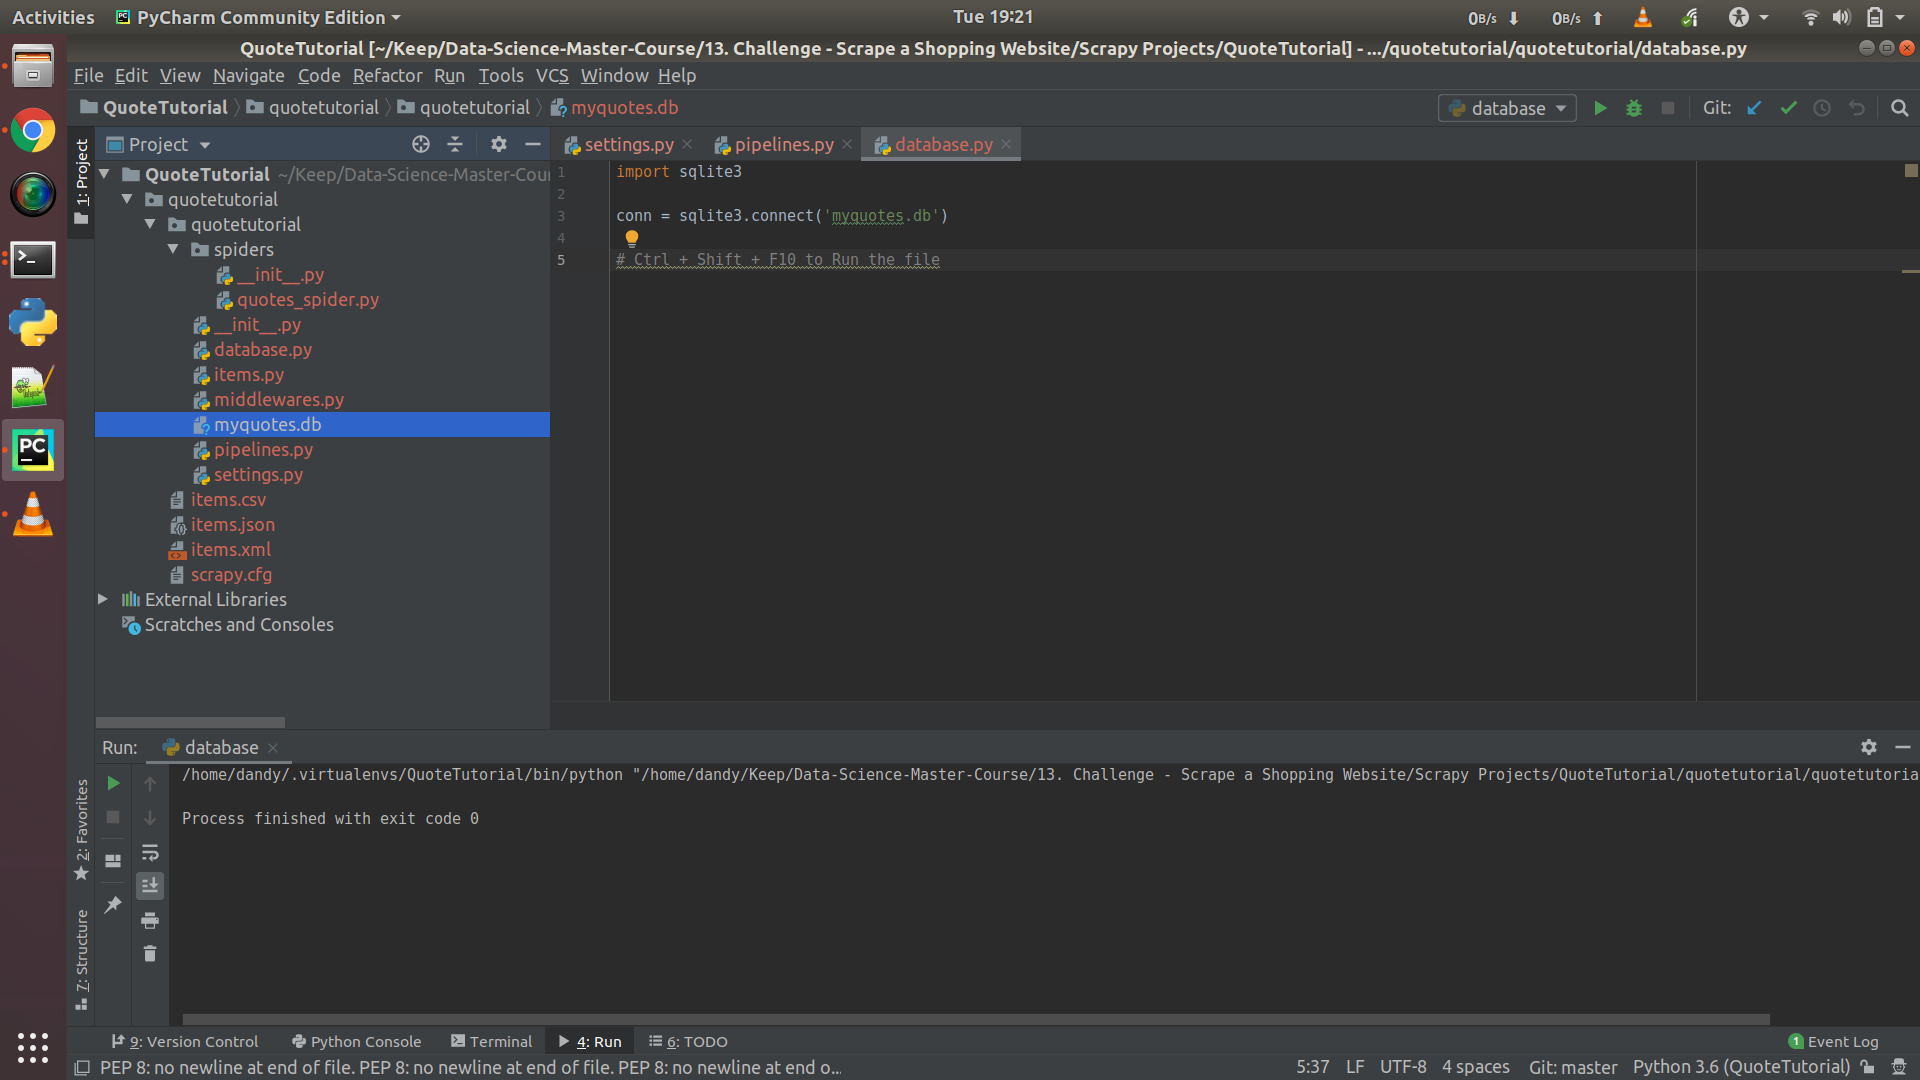 Activities PyCharm Community Edition Tue 19:21 0B/s 0B/s
QuoteTutorial [~/Keep/Data-Science-Master-Course/13. Challenge - Scrape a Shopping Website/Scrapy Projects/QuoteTutorial] - .../quotetutorial/quotetutorial/database.py
File Edit View Navigate Code Refactor Run Tools VCS Window Help
QuoteTutorial quotetutorial quotetutorial myquotes.db database Git:
1: Project
Project
settings.py pipelines.py database.py
QuoteTutorial ~/Keep/Data-Science-Master-Cour
quotetutorial
quotetutorial
spiders
__init__.py
quotes_spider.py
__init__.py
database.py
items.py
middlewares.py
myquotes.db
pipelines.py
settings.py
items.csv
items.json
items.xml
scrapy.cfg
External Libraries
Scratches and Consoles
1 import sqlite3
2
3 conn = sqlite3.connect('myquotes.db')
4
5 # Ctrl + Shift + F10 to Run the file
Run: database
/home/dandy/.virtualenvs/QuoteTutorial/bin/python "/home/dandy/Keep/Data-Science-Master-Course/13. Challenge - Scrape a Shopping Website/Scrapy Projects/QuoteTutorial/quotetutorial/quotetutoria
Process finished with exit code 0
2: Favorites
7: Structure
9: Version Control Python Console Terminal 4: Run 6: TODO 1 Event Log
PEP 8: no newline at end of file. PEP 8: no newline at end of file. PEP 8: no newline at end o... 5:37 LF UTF-8 4 spaces Git: master Python 3.6 (QuoteTutorial)